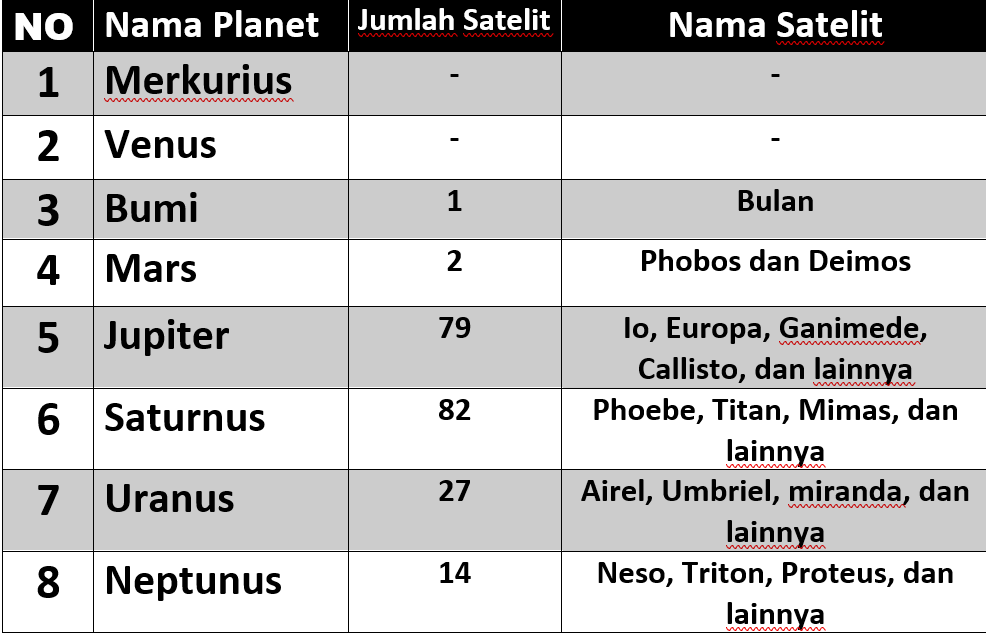 NO Nama Planet Jumlah Satelit Nama Satelit
1 Merkurius - -
2 Venus - -
3 Bumi 1 Bulan
4 Mars 2 Phobos dan Deimos
5 Jupiter 79 Io, Europa, Ganimede,
Callisto, dan lainnya
6 Saturnus 82 Phoebe, Titan, Mimas, dan
lainnya
7 Uranus 27 Airel, Umbriel, miranda, dan
lainnya
8 Neptunus 14 Neso, Triton, Proteus, dan
lainnya